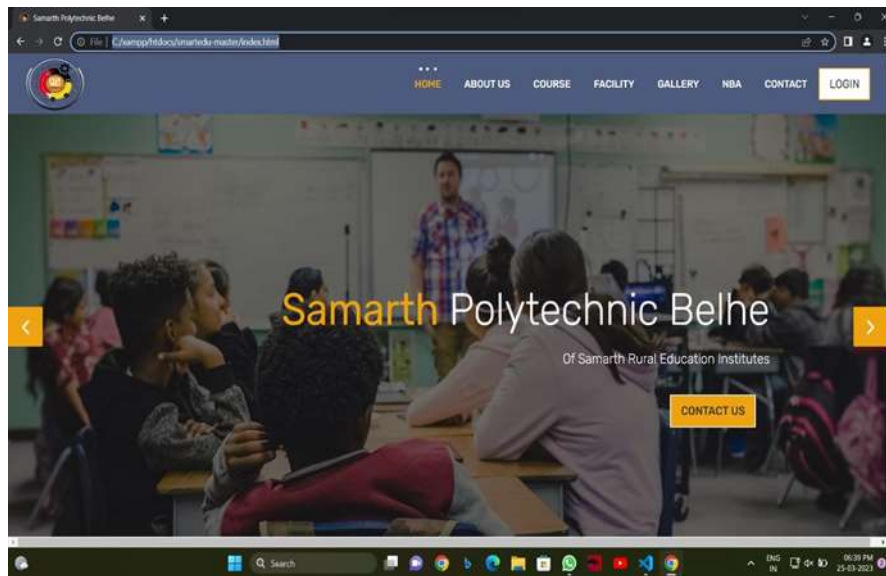 Samarth Polytechnic Belhe
File C:/xampp/htdocs/smartedu-master/index.html
HOME ABOUT US COURSE FACILITY GALLERY NBA CONTACT LOGIN
Samarth Polytechnic Belhe
Of Samarth Rural Education Institutes
CONTACT US
Search
ENG
IN
06:39 PM
25-03-2023